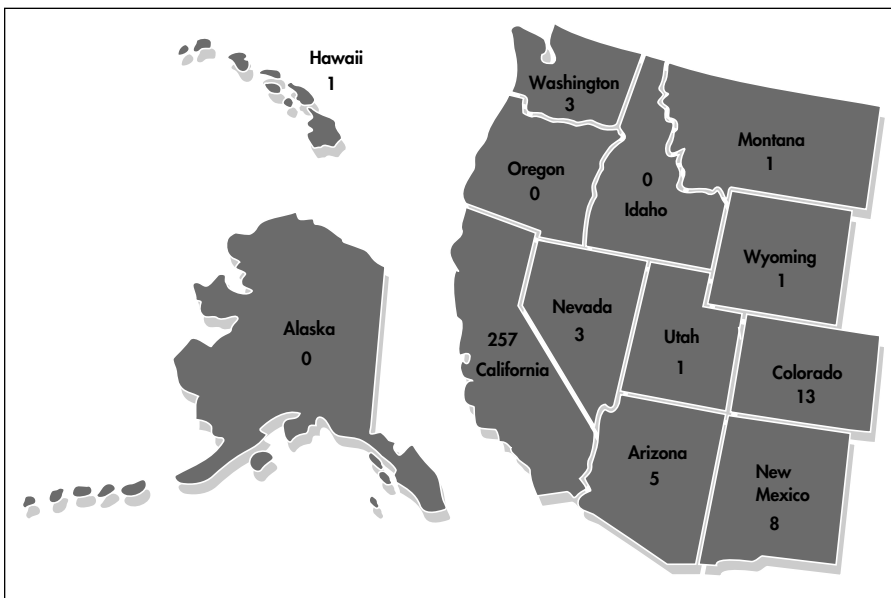 Hawaii
1
Washington
3
Montana
1
Oregon
0
0
Idaho
Wyoming
1
Alaska
0
257
California
Nevada
3
Utah
1
Colorado
13
Arizona
5
New
Mexico
8